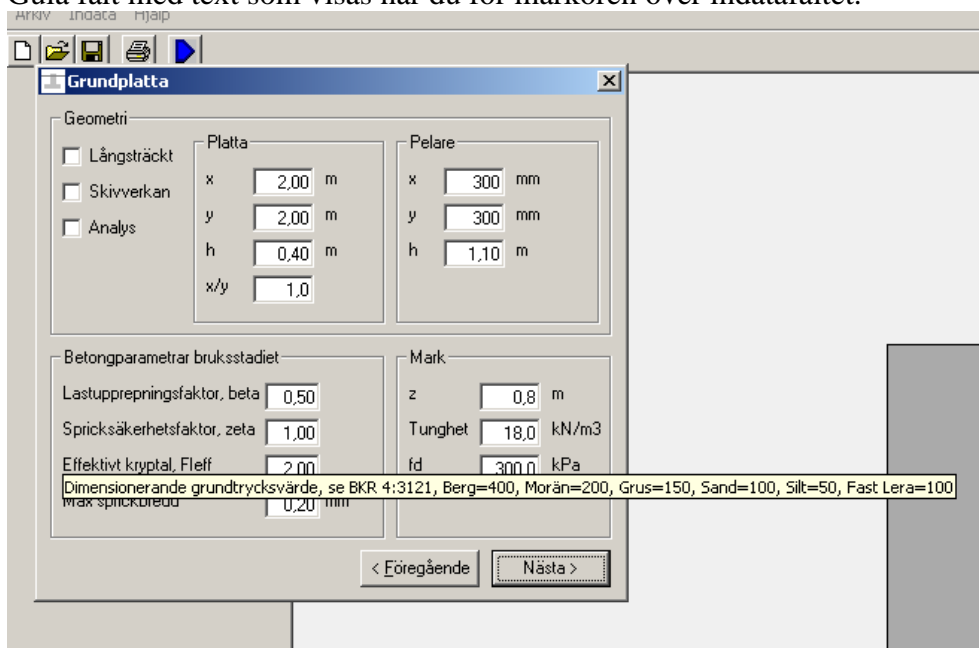 Gula fält med text som visas när du för markören över indatafältet.
Arkiv Indata Hjälp
Grundplatta
Geometri
Långsträckt
Skivverkan
Analys
Platta
x 2,00 m
y 2,00 m
h 0,40 m
x/y 1,0
Pelare
x 300 mm
y 300 mm
h 1,10 m
Betongparametrar bruksstadiet
Lastupprepningsfaktor, beta 0,50
Spricksäkerhetsfaktor, zeta 1,00
Effektivt kryptal, Fleff 2,00
Max sprickbredd 0,20 mm
Mark
z 0,8 m
Tunghet 18,0 kN/m3
fd 300,0 kPa
Dimensionerande grundtrycksvärde, se BKR 4:3121, Berg=400, Morän=200, Grus=150, Sand=100, Silt=50, Fast Lera=100
< Föregående
Nästa >